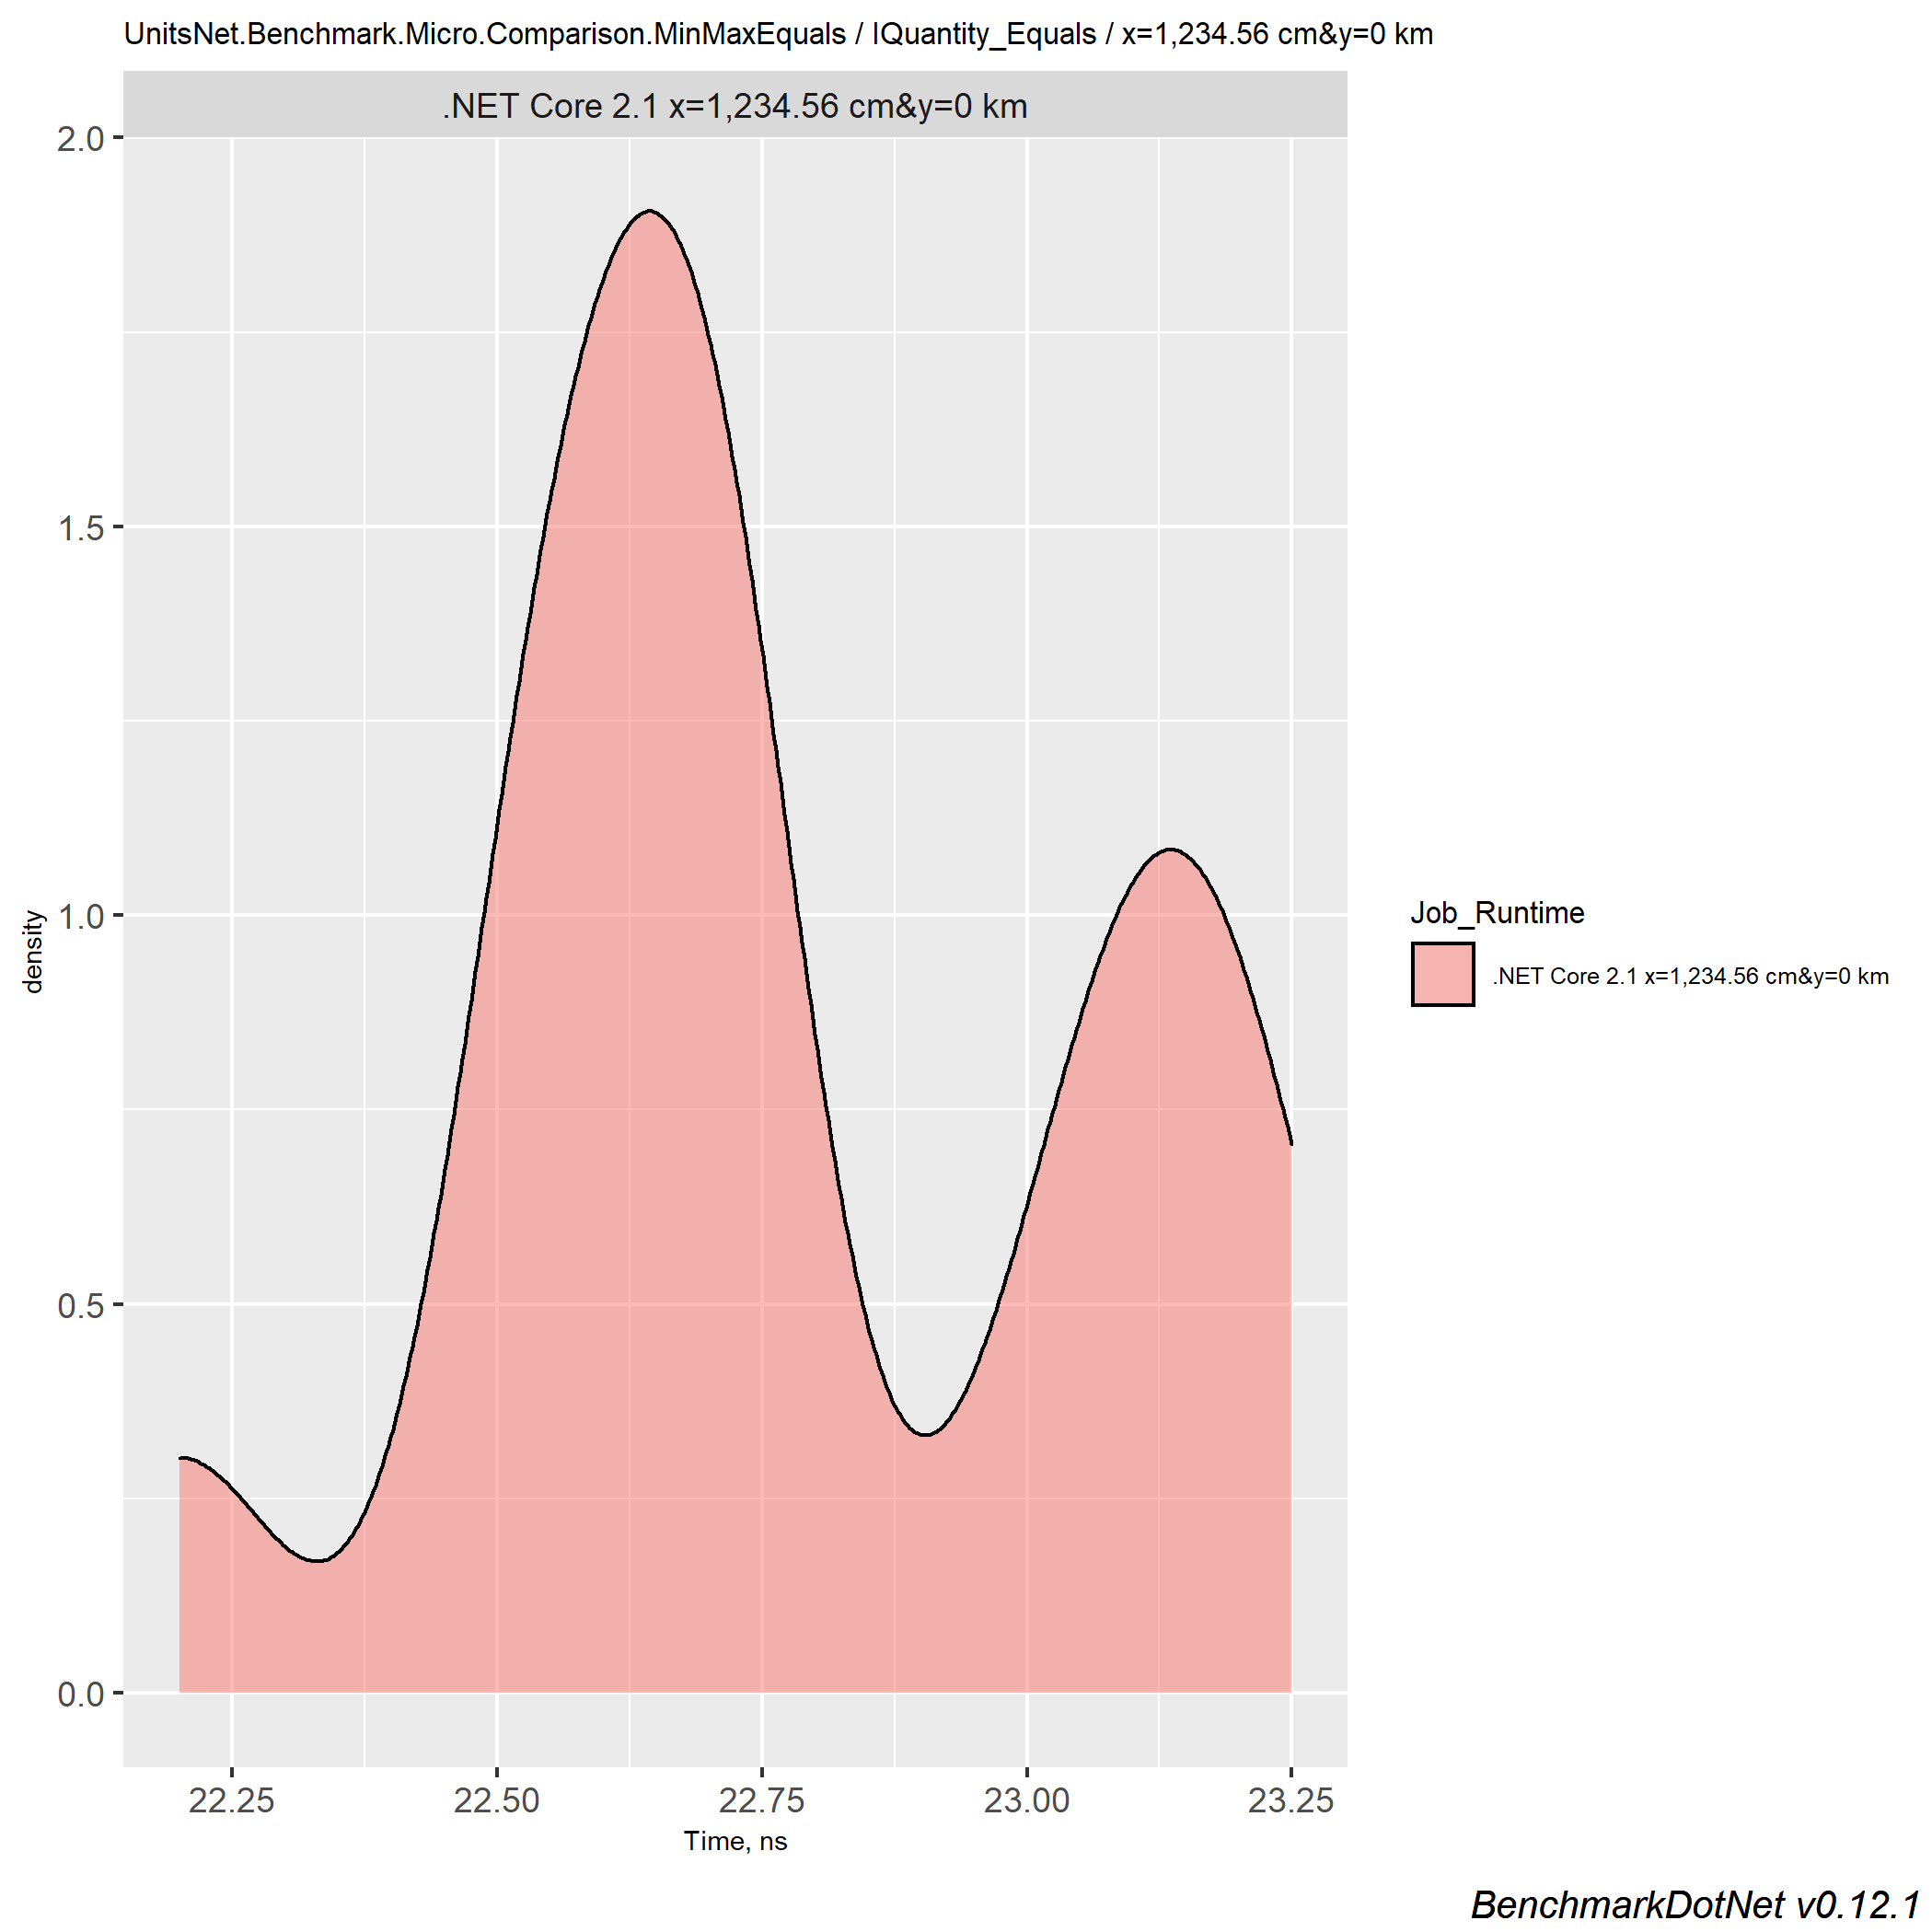 UnitsNet.Benchmark.Micro.Comparison.MinMaxEquals / IQuantity_Equals / x=1,234.56 cm&y=0 km
.NET Core 2.1 x=1,234.56 cm&y=0 km
2.0
1.5
1.0
0.5
0.0
density
22.25 22.50 22.75 23.00 23.25
Time, ns
Job_Runtime
.NET Core 2.1 x=1,234.56 cm&y=0 km
BenchmarkDotNet v0.12.1